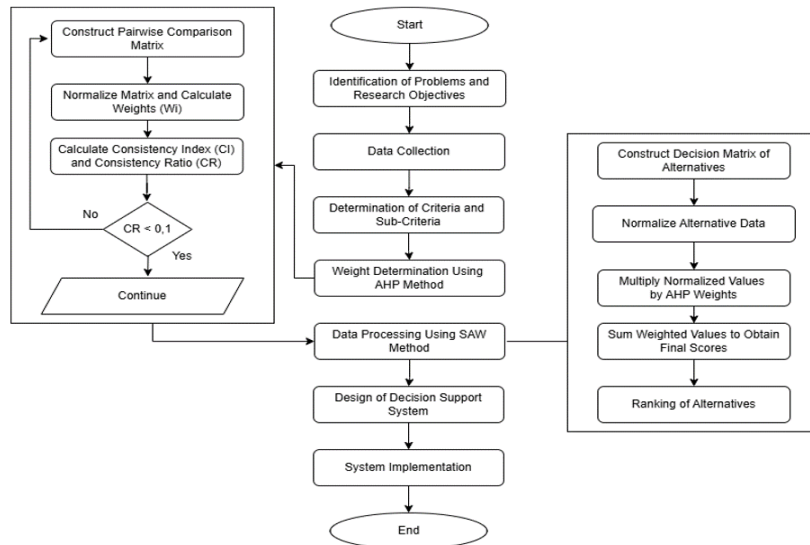 Start
Identification of Problems and
Research Objectives
Data Collection
Determination of Criteria and
Sub-Criteria
Weight Determination Using
AHP Method
Construct Pairwise Comparison
Matrix
Normalize Matrix and Calculate
Weights (Wi)
Calculate Consistency Index (CI)
and Consistency Ratio (CR)
No
CR < 0,1
Yes
Continue
Data Processing Using SAW
Method
Construct Decision Matrix of
Alternatives
Normalize Alternative Data
Multiply Normalized Values
by AHP Weights
Sum Weighted Values to Obtain
Final Scores
Ranking of Alternatives
Design of Decision Support
System
System Implementation
End